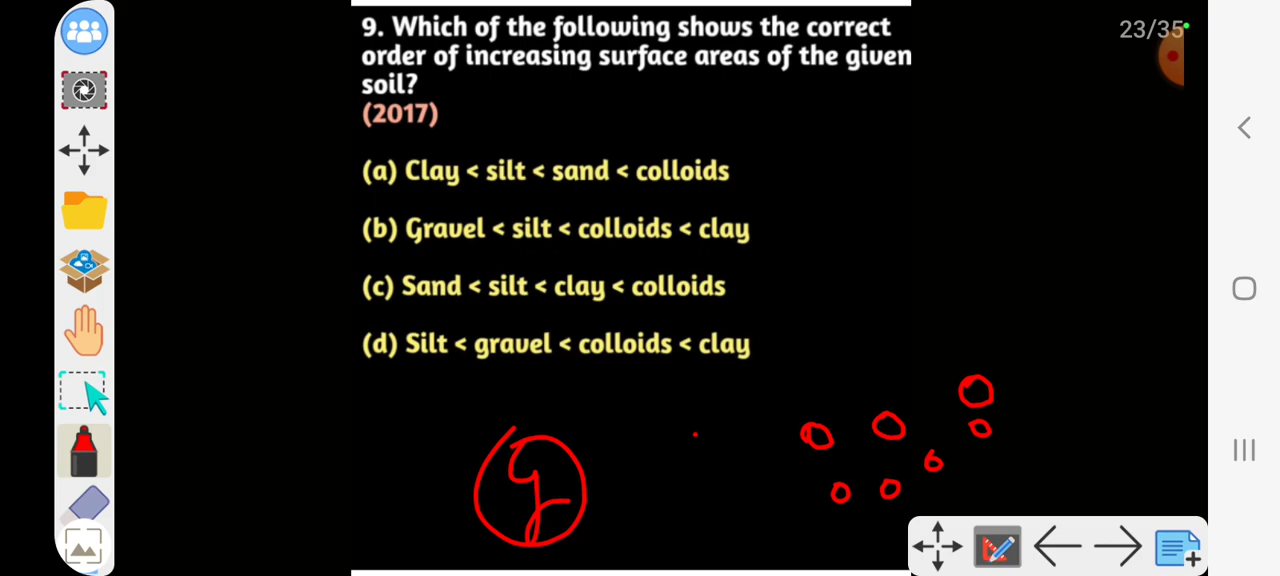 9. Which of the following shows the correct
order of increasing surface areas of the given
soil?
(2017)
(a) Clay < silt < sand < colloids
(b) Gravel < silt < colloids < clay
(c) Sand < silt < clay < colloids
(d) Silt < gravel < colloids < clay
23/35